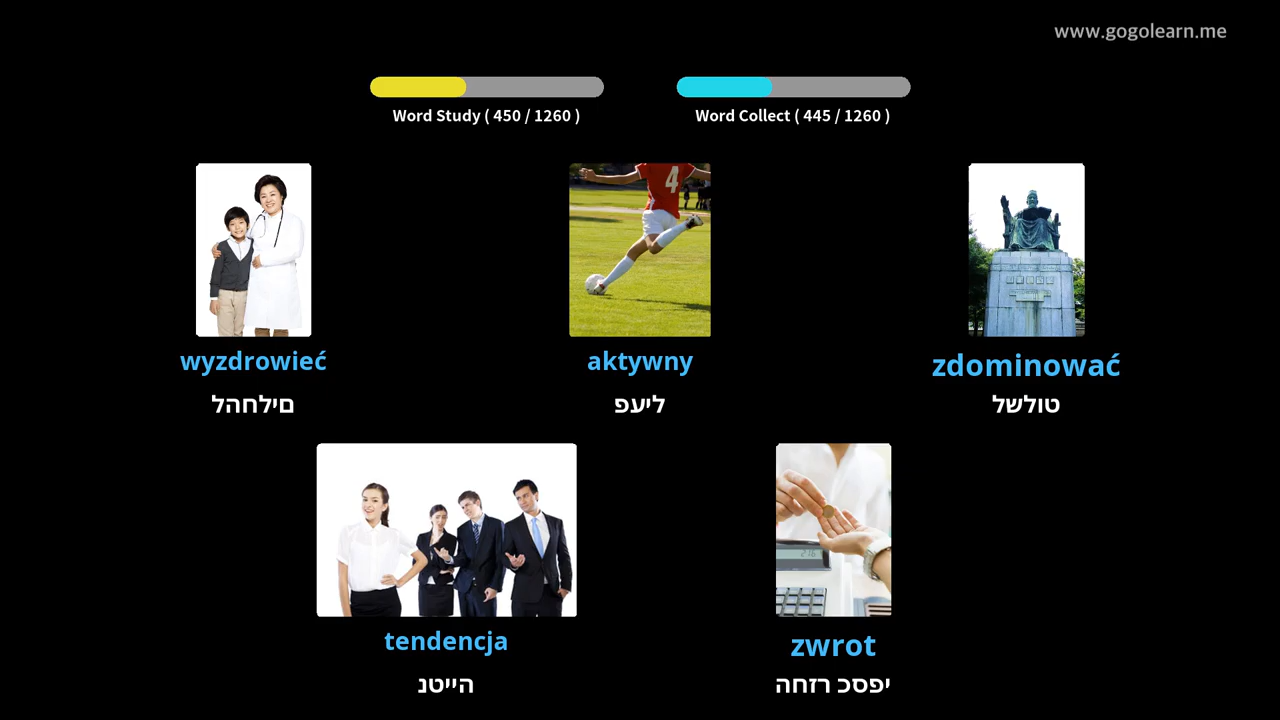 www.gogolearn.me
Word Study ( 450 / 1260 )
Word Collect ( 445 / 1260 )
wyzdrowieć
םילחהל
aktywny
ליעפ
zdominować
טולשל
tendencja
הייטנ
zwrot
יפסכ רזחה